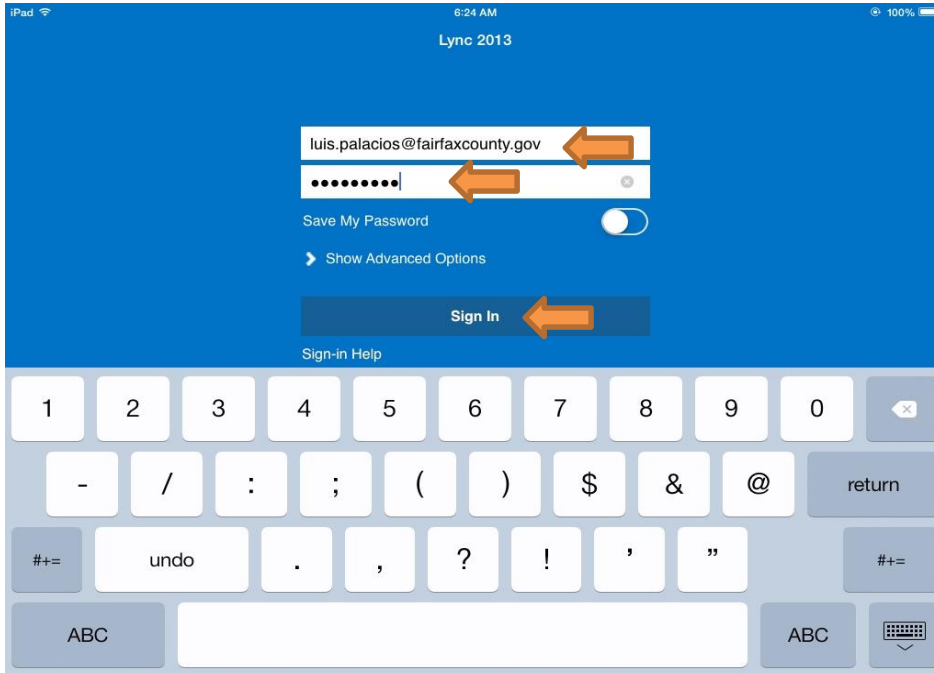 iPad 6:24 AM 100%
Lync 2013
luis.palacios@fairfaxcounty.gov
•••••••••
Save My Password
Show Advanced Options
Sign In
Sign-in Help
1 2 3 4 5 6 7 8 9 0
- / : ; ( ) $ & @ return
#+= undo . , ? ! ’ ” #+=
ABC ABC